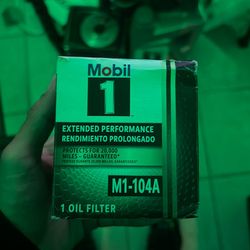 Mobil
1
EXTENDED PERFORMANCE
RENDIMIENTO PROLONGADO
PROTECTS FOR 20,000
MILES - GUARANTEED*
M1-104A
1 OIL FILTER